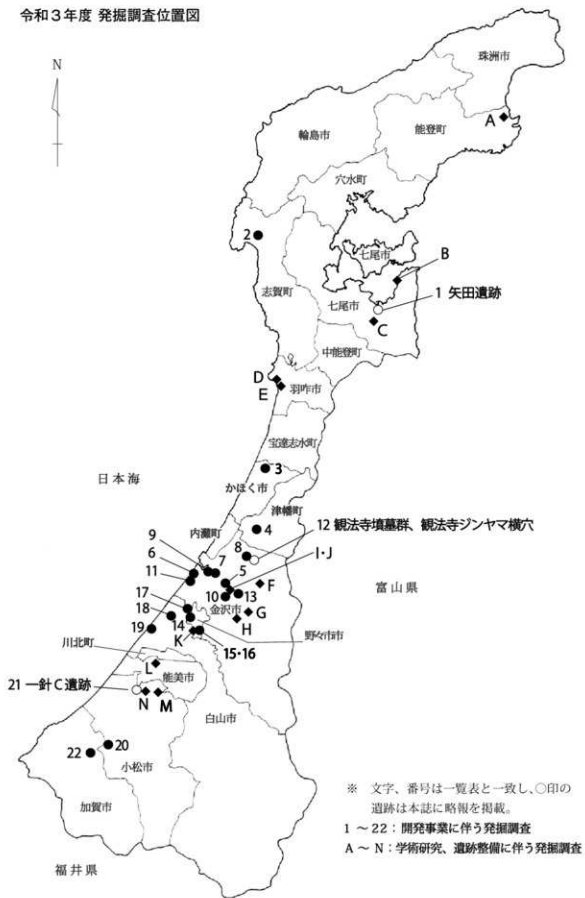 令和3年度 発掘調査位置図
N
珠洲市
能登町
A
輪島市
穴水町
2
七尾市
B
志賀町
七尾市
1 矢田遺跡
C
中能登町
D
E
羽咋市
宝達志水町
3
日本海
かほく市
津幡町
内灘町
4
12 観法寺墳墓群、観法寺ジンヤマ横穴
9
8
I・J
6
7
5
11
F
富山県
10
13
17
金沢市
G
18
14
H
19
K
野々市市
川北町
15・16
L
能美市
21 一針C遺跡
N
M
白山市
20
22
小松市
加賀市
福井県
※ 文字、番号は一覧表と一致し、○印の
遺跡は本誌に略報を掲載。
1 ~ 22：開発事業に伴う発掘調査
A ~ N：学術研究、遺跡整備に伴う発掘調査